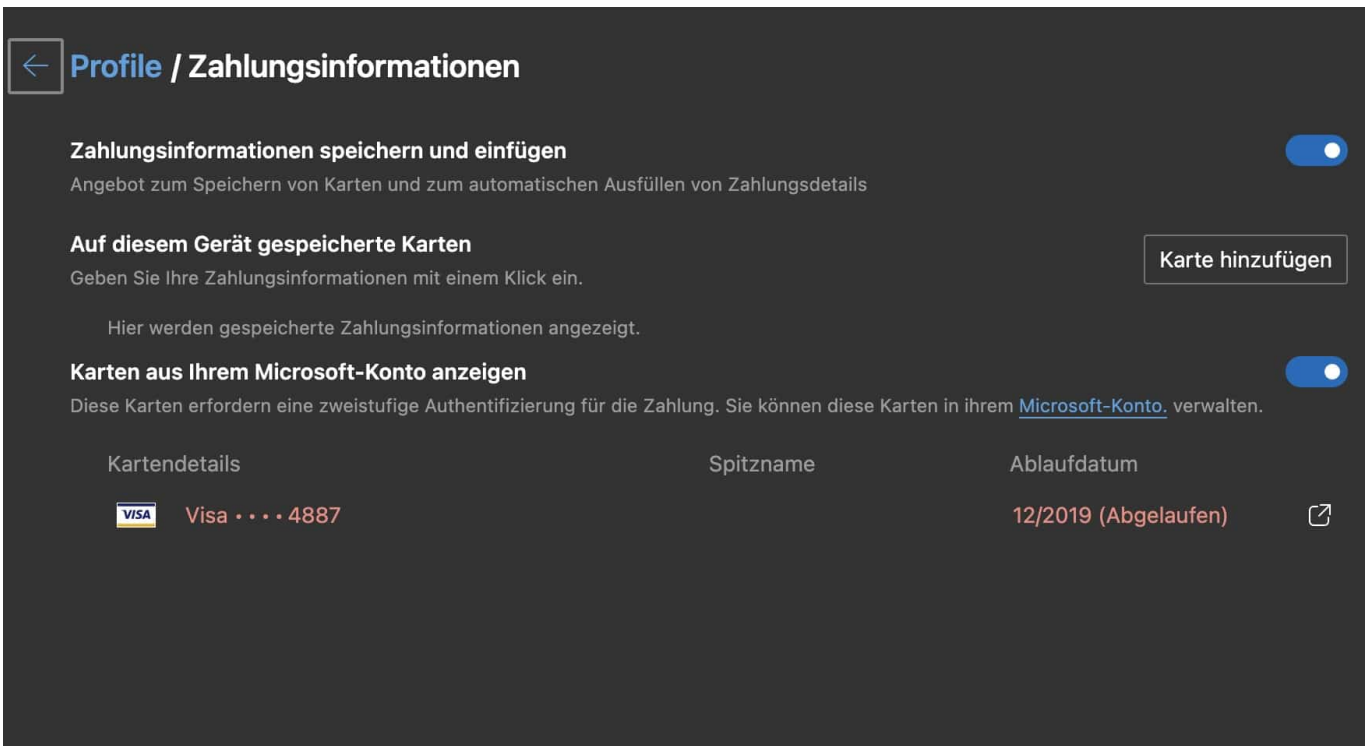 Profile / Zahlungsinformationen
Zahlungsinformationen speichern und einfügen
Angebot zum Speichern von Karten und zum automatischen Ausfüllen von Zahlungsdetails
Auf diesem Gerät gespeicherte Karten
Karte hinzufügen
Geben Sie Ihre Zahlungsinformationen mit einem Klick ein.
Hier werden gespeicherte Zahlungsinformationen angezeigt.
Karten aus Ihrem Microsoft-Konto anzeigen
Diese Karten erfordern eine zweistufige Authentifizierung für die Zahlung. Sie können diese Karten in ihrem Microsoft-Konto. verwalten.
Kartendetails Spitzname Ablaufdatum
VISA Visa •••• 4887 12/2019 (Abgelaufen)